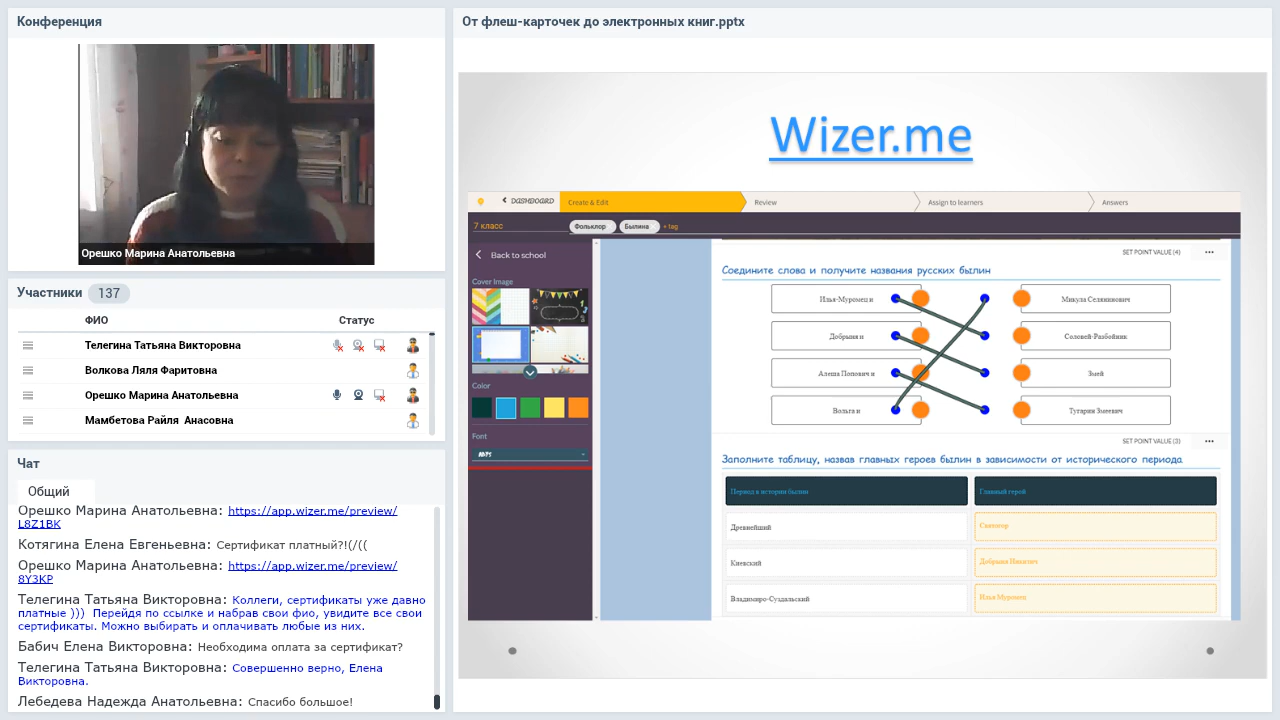 Конференция
Орешко Марина Анатольевна
Участники 137
ФИО Статус
Телегина Татьяна Викторовна
Волкова Ляля Фаритовна
Орешко Марина Анатольевна
Мамбетова Райля Анасовна
Чат
Общий
Орешко Марина Анатольевна: https://app.wizer.me/preview/
L8Z1BK
Котягина Елена Евгеньевна: Сертификат платный?!(/((
Орешко Марина Анатольевна: https://app.wizer.me/preview/
8Y3KP
Телегина Татьяна Викторовна: Коллеги, сертификаты уже давно
платные ))) Перейдя по ссылке и набрав свои фио, увидите все свои
сертификаты. Можно выбирать и оплачивать любые из них.
Бабич Елена Викторовна: Необходима оплата за сертификат?
Телегина Татьяна Викторовна: Совершенно верно, Елена
Викторовна.
Лебедева Надежда Анатольевна: Спасибо большое!
От флеш-карточек до электронных книг.pptx
Wizer.me
DASHBOARD Create & Edit Review Assign to learners Answers
7 класс Фольклор Былина + tag
Back to school
Cover Image
Color
Font
SET POINT VALUE (4)
Соедините слова и получите названия русских былин
Илья-Муромец и Микула Селянинович
Добрыня и Соловей-Разбойник
Алеша Попович и Змей
Вольга и Тугарин Змеевич
SET POINT VALUE (3)
Заполните таблицу, назвав главных героев былин в зависимости от исторического периода
Период в истории былин Главный герой
Древнейший Святогор
Киевский Добрыня Никитич
Владимиро-Суздальский Илья Муромец